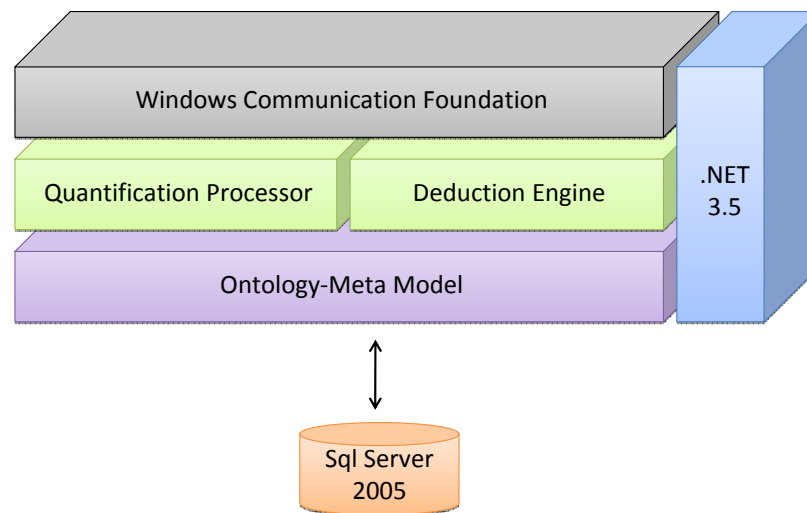 Windows Communication Foundation
Quantification Processor
Deduction Engine
.NET
3.5
Ontology-Meta Model
Sql Server
2005